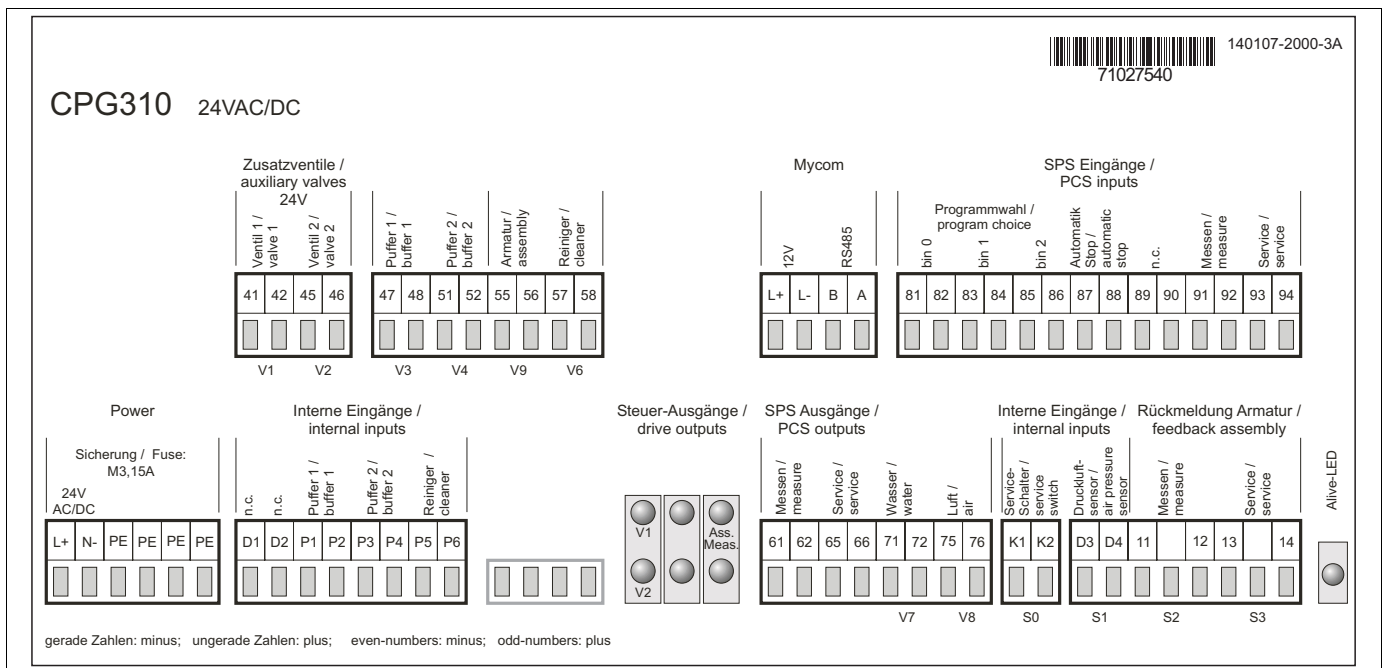 140107-2000-3A
71027540
CPG310 24VAC/DC
Zusatzventile /
auxiliary valves
24V
Ventil 1 /
valve 1
Ventil 2 /
valve 2
Puffer 1 /
buffer 1
Puffer 2 /
buffer 2
Armatur /
assembly
Reiniger /
cleaner
41 42 45 46
47 48 51 52 55 56 57 58
V1 V2 V3 V4 V9 V6
Mycom
12V
RS485
L+ L- B A
SPS Eingänge /
PCS inputs
Programmwahl /
program choice
bin 0
bin 1
bin 2
Automatik
Stop /
automatic
stop
n.c.
Messen /
measure
Service /
service
81 82 83 84 85 86 87 88 89 90 91 92 93 94
Power
Sicherung / Fuse:
M3,15A
24V
AC/DC
L+ N- PE PE PE PE
Interne Eingänge /
internal inputs
n.c.
n.c.
Puffer 1 /
buffer 1
Puffer 2 /
buffer 2
Reiniger /
cleaner
D1 D2 P1 P2 P3 P4 P5 P6
Steuer-Ausgänge /
drive outputs
V1
Ass.
Meas.
V2
SPS Ausgänge /
PCS outputs
Messen /
measure
Service /
service
Wasser /
water
Luft /
air
61 62 65 66 71 72 75 76
V7 V8
Interne Eingänge /
internal inputs
Service-
Schalter /
service
switch
Druckluft-
sensor /
air pressure
sensor
K1 K2
D3 D4
S0 S1
Rückmeldung Armatur /
feedback assembly
Messen /
measure
Service /
service
11 12 13 14
S2 S3
Alive-LED
gerade Zahlen: minus; ungerade Zahlen: plus; even-numbers: minus; odd-numbers: plus